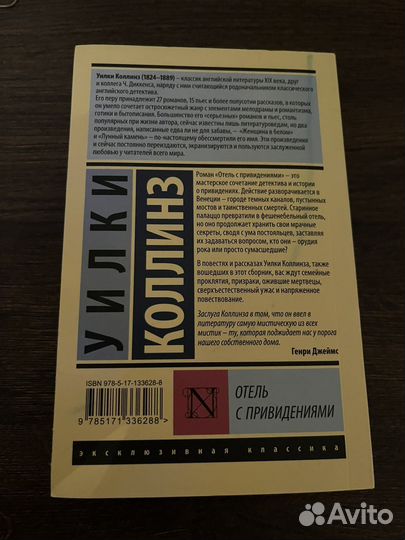 Уилки Коллинз (1824–1889) – классик английской литературы XIX века, друг
и коллега Ч. Диккенса, наряду с ним считающийся родоначальником классического
английского детектива.
Его перу принадлежит 27 романов, 15 пьес и более полусотни рассказов, в которых
он умело сочетает остросюжетный жанр с элементами мелодрамы и романтизма,
готики и бытописания. Большинство его «серьезных» романов и пьес, столь
популярных при жизни автора, сейчас известны лишь литературоведам, но два
произведения, написанные едва ли не для забавы, – «Женщина в белом»
и «Лунный камень» – по-настоящему обессмертили его имя. Эти произведения
и сейчас постоянно переиздаются, экранизируются и пользуются заслуженной
любовью у читателей всего мира.
УИЛКИ
КОЛЛИНЗ
Роман «Отель с привидениями» – это
мастерское сочетание детектива и истории
о привидениях. Действие разворачивается в
Венеции – городе темных каналов, пустынных
мостов и таинственных смертей. Старинное
палаццо превратили в фешенебельный отель,
но оно продолжает хранить свои мрачные
секреты, сводя с ума постояльцев, заставляя
их задаваться вопросом, кто они – орудия
рока или просто сумасшедшие?
В повестях и рассказах Уилки Коллинза, также
вошедших в этот сборник, вас ждут семейные
проклятия, призраки, ожившие мертвецы,
сверхъестественный ужас и напряженное
повествование.
Заслуга Коллинза в том, что он ввел в
литературу самую мистическую из всех
мистик – ту, которая поджидает нас у порога
нашего собственного дома.
Генри Джеймс
ISBN 978-5-17-133628-8
9 785171 336288 >
N
ОТЕЛЬ
С ПРИВИДЕНИЯМИ
эксклюзивная классика
Avito